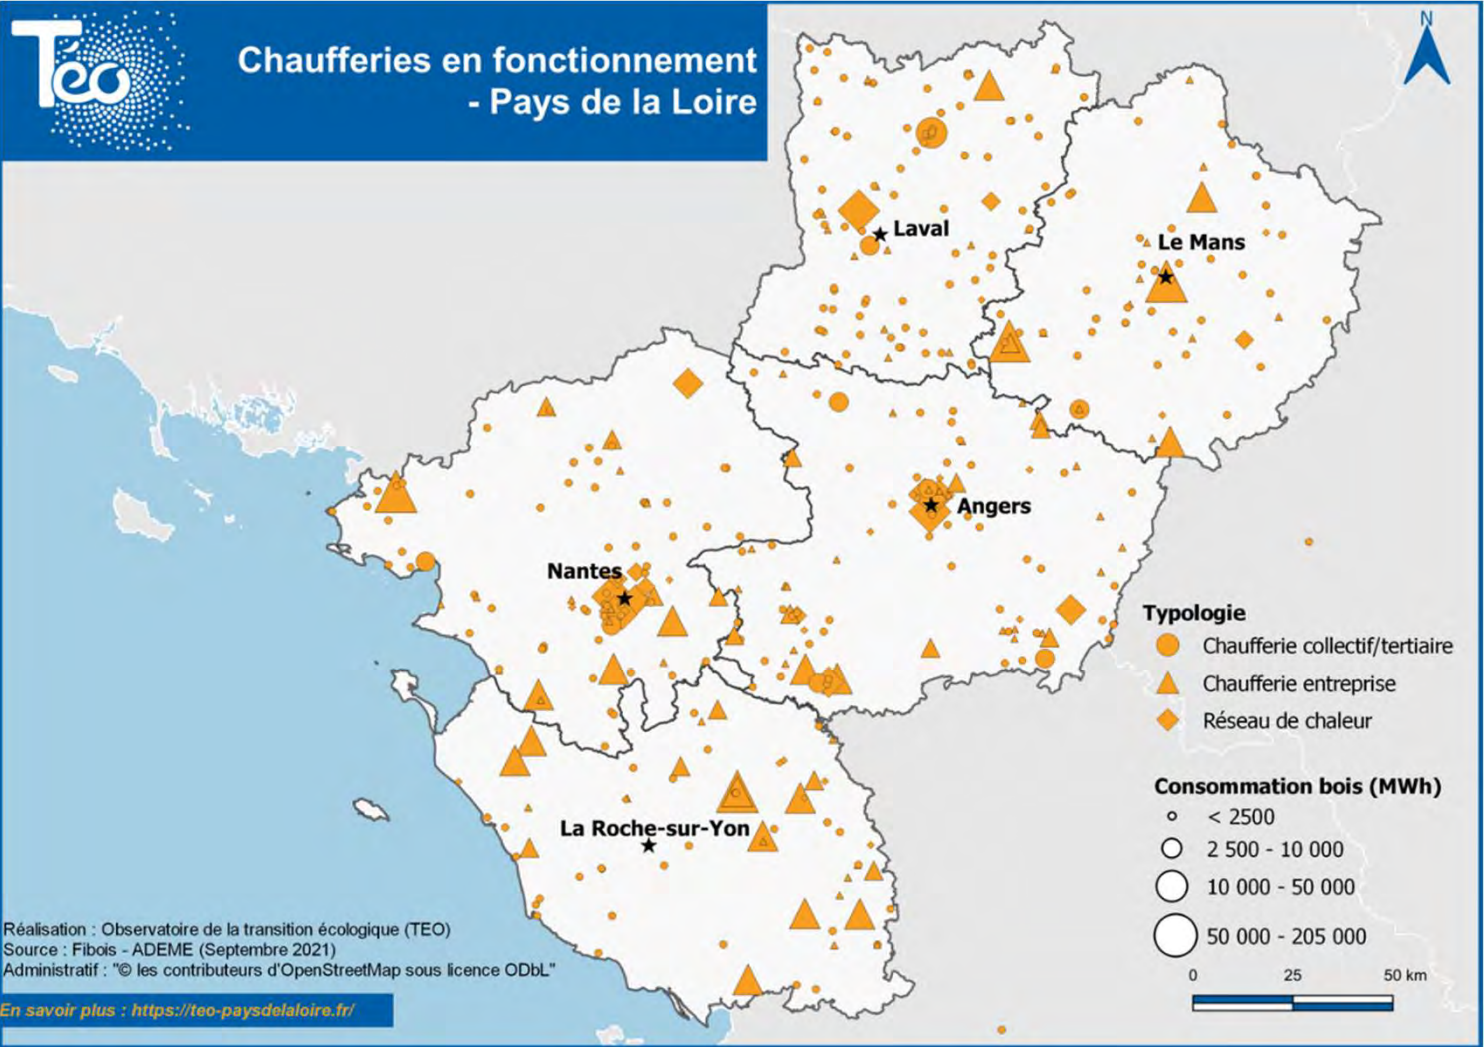 Téo
Chaufferies en fonctionnement
- Pays de la Loire
N
Laval
Le Mans
Angers
Nantes
La Roche-sur-Yon
Typologie
Chaufferie collectif/tertiaire
Chaufferie entreprise
Réseau de chaleur
Consommation bois (MWh)
< 2500
2 500 - 10 000
10 000 - 50 000
50 000 - 205 000
0 25 50 km
Réalisation : Observatoire de la transition écologique (TEO)
Source : Fibois - ADEME (Septembre 2021)
Administratif : "© les contributeurs d'OpenStreetMap sous licence ODbL"
En savoir plus : https://teo-paysdelaloire.fr/